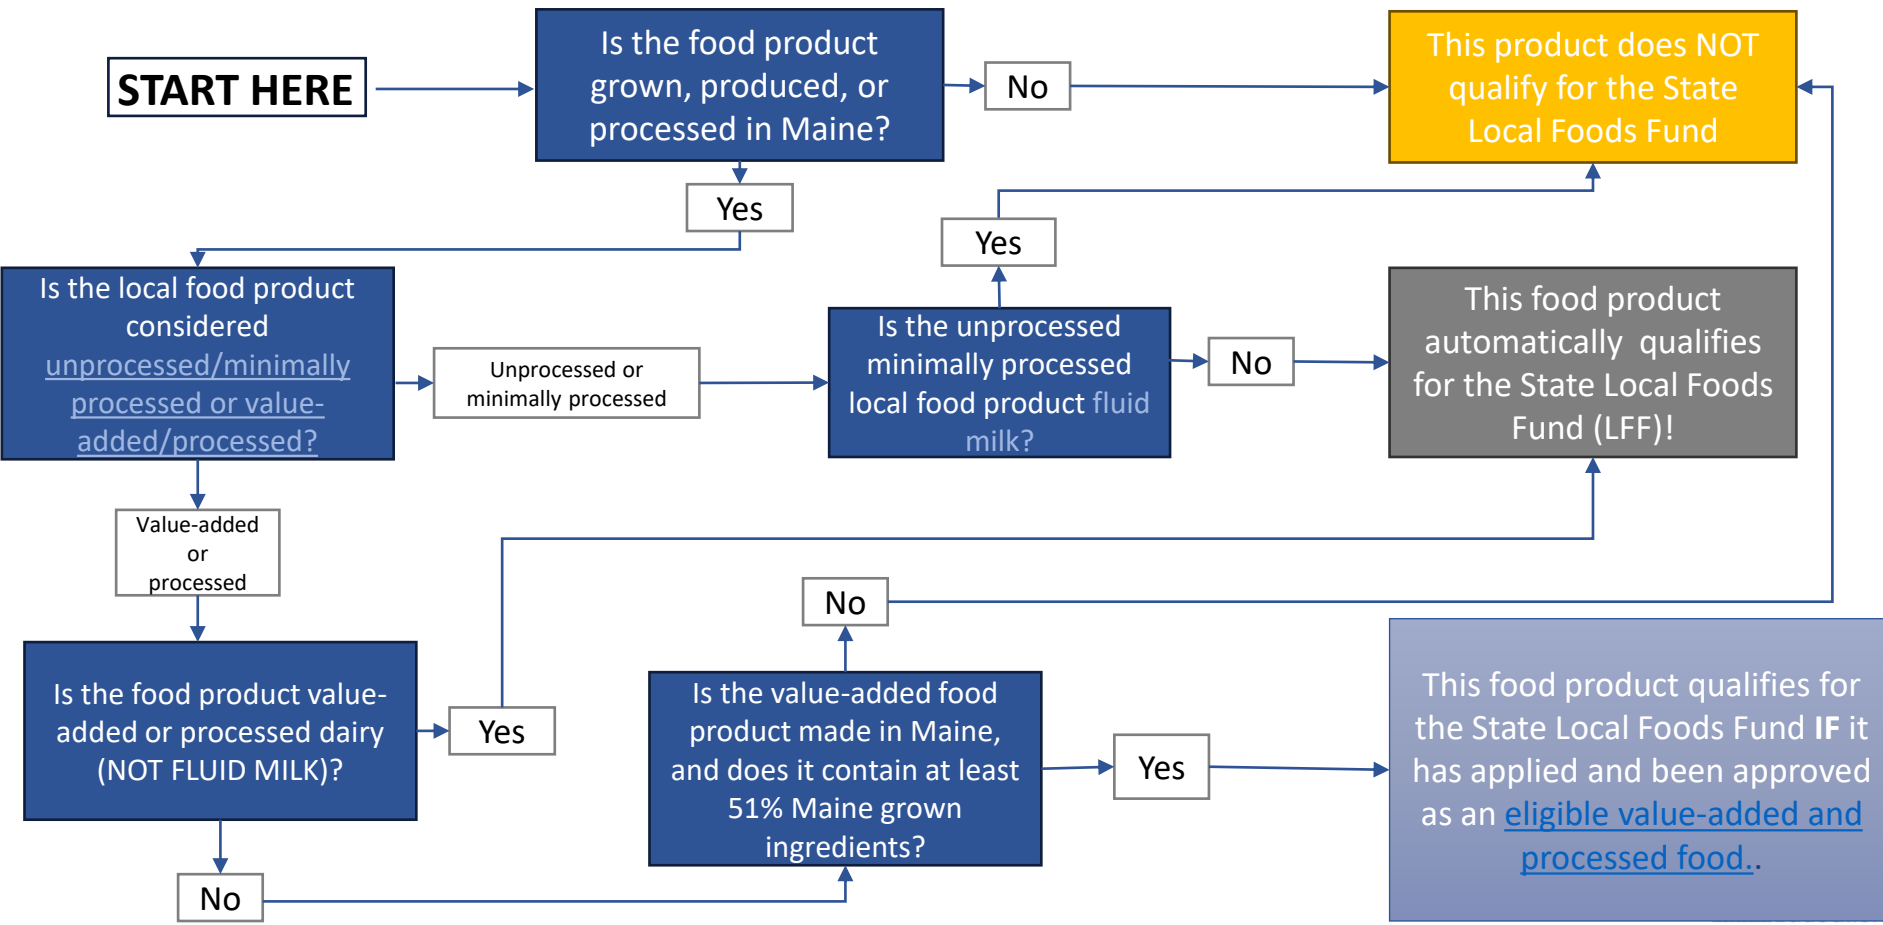 START HERE
Is the food product
grown, produced, or
processed in Maine?
No
This product does NOT
qualify for the State
Local Foods Fund
Yes
Yes
Is the local food product
considered
unprocessed/minimally
processed or value-
added/processed?
Unprocessed or
minimally processed
Is the unprocessed
minimally processed
local food product fluid
milk?
No
This food product
automatically qualifies
for the State Local Foods
Fund (LFF)!
Value-added
or
processed
No
Is the food product value-
added or processed dairy
(NOT FLUID MILK)?
Yes
Is the value-added food
product made in Maine,
and does it contain at least
51% Maine grown
ingredients?
Yes
This food product qualifies for
the State Local Foods Fund IF it
has applied and been approved
as an eligible value-added and
processed food..
No